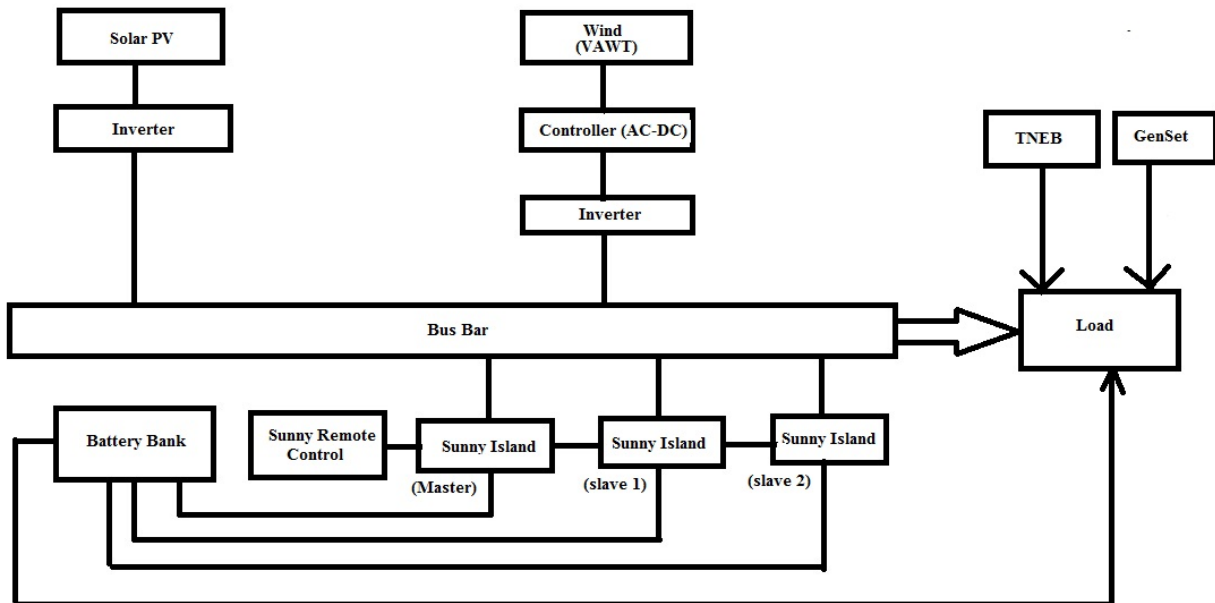 Solar PV
Wind
(VAWT)
Inverter
Controller (AC-DC)
TNEB
GenSet
Inverter
Bus Bar
Load
Battery Bank
Sunny Remote
Control
Sunny Island
Sunny Island
Sunny Island
(Master)
(slave 1)
(slave 2)